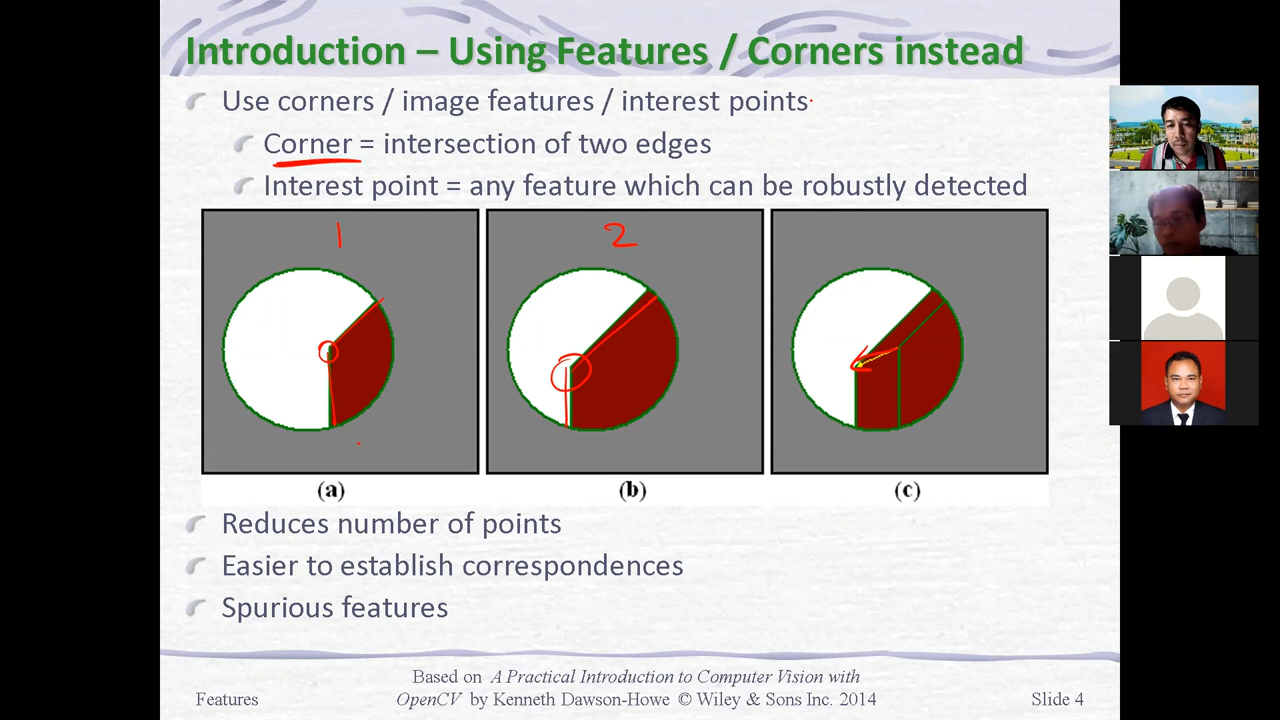 Introduction – Using Features / Corners instead
Use corners / image features / interest points
Corner = intersection of two edges
Interest point = any feature which can be robustly detected
1
2
(a)
(b)
(c)
Reduces number of points
Easier to establish correspondences
Spurious features
Based on A Practical Introduction to Computer Vision with
Features
OpenCV by Kenneth Dawson-Howe © Wiley & Sons Inc. 2014
Slide 4